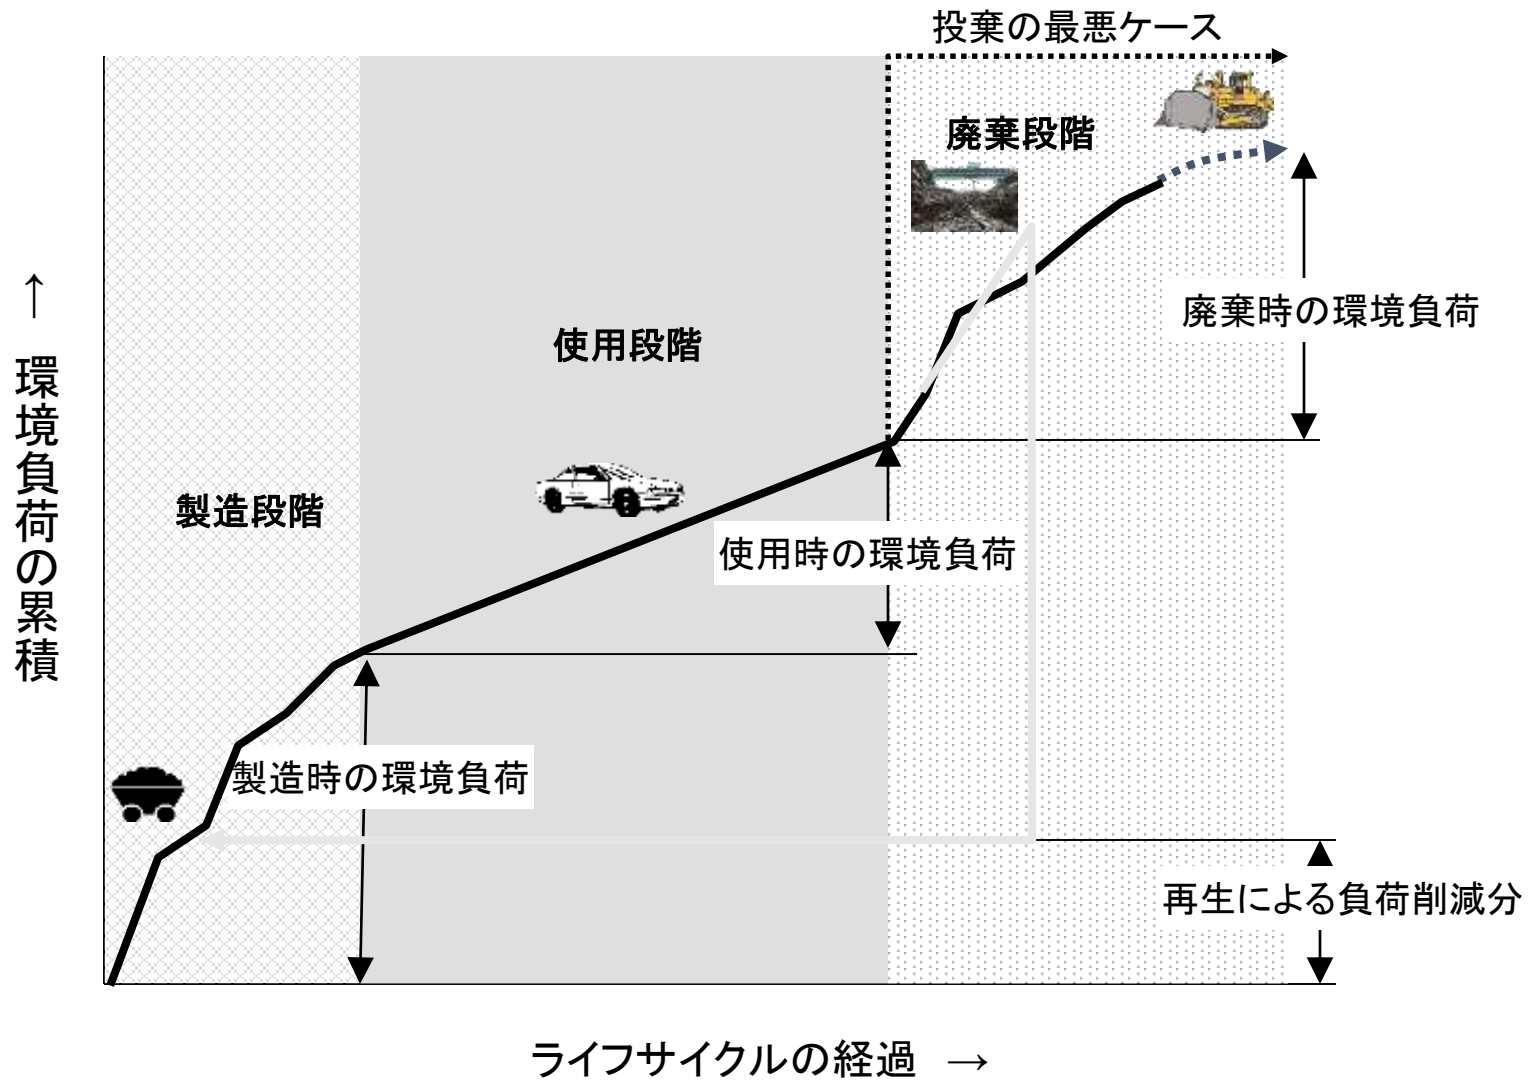 投棄の最悪ケース
廃棄段階
廃棄時の環境負荷
使用段階
↑ 環境負荷の累積
製造段階
使用時の環境負荷
製造時の環境負荷
再生による負荷削減分
ライフサイクルの経過 →